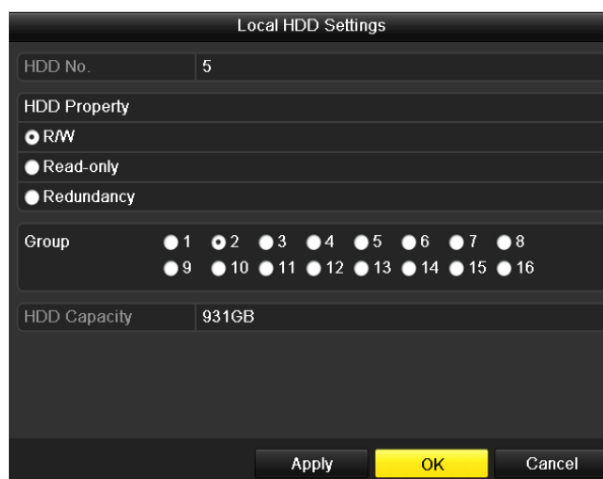 Local HDD Settings
HDD No. 5
HDD Property
R/W
Read-only
Redundancy
Group 1 2 3 4 5 6 7 8
9 10 11 12 13 14 15 16
HDD Capacity 931GB
Apply OK Cancel